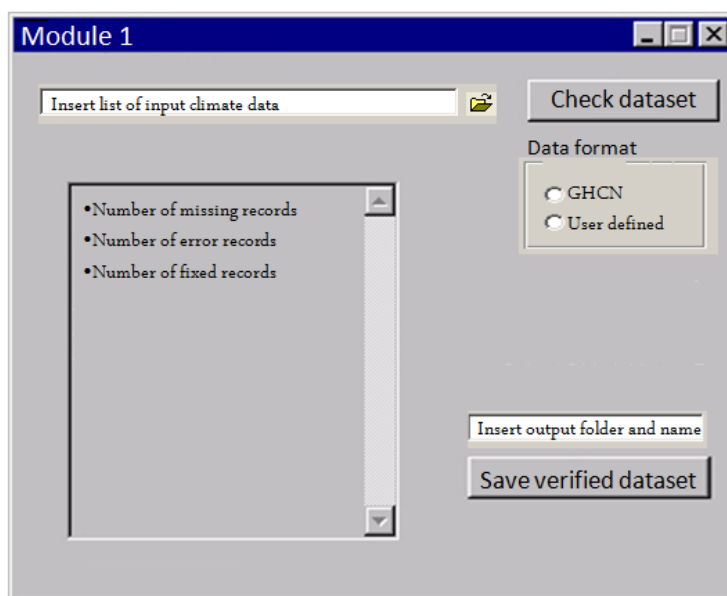 Module 1
Insert list of input climate data
Check dataset
Data format
GHCN
User defined
•Number of missing records
•Number of error records
•Number of fixed records
Insert output folder and name
Save verified dataset